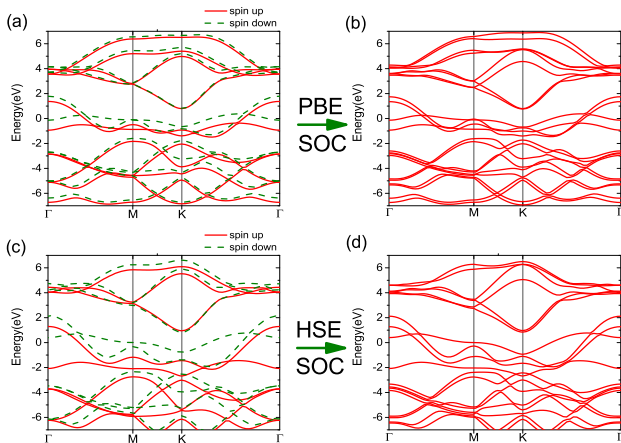 (a)
spin up
spin down
Energy(eV)
6
4
2
0
-2
-4
-6
Γ M K Γ
PBE
SOC
(b)
Energy(eV)
6
4
2
0
-2
-4
-6
Γ M K Γ
(c)
spin up
spin down
Energy(eV)
6
4
2
0
-2
-4
-6
Γ M K Γ
HSE
SOC
(d)
Energy(eV)
6
4
2
0
-2
-4
-6
Γ M K